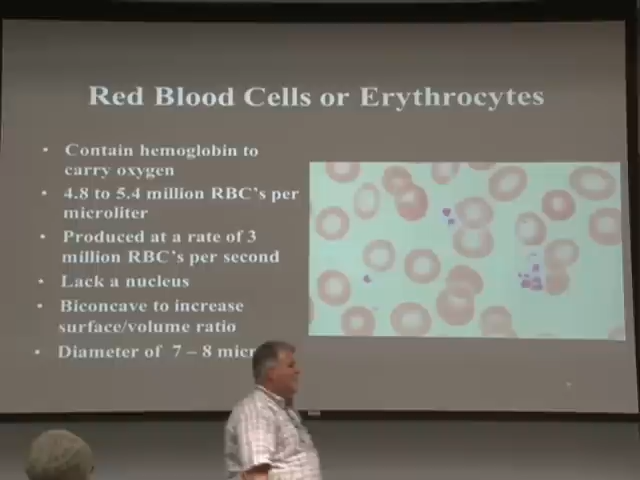 Red Blood Cells or Erythrocytes
• Contain hemoglobin to
carry oxygen
• 4.8 to 5.4 million RBC's per
microliter
• Produced at a rate of 3
million RBC's per second
• Lack a nucleus
• Biconcave to increase
surface/volume ratio
• Diameter of 7 – 8 micr